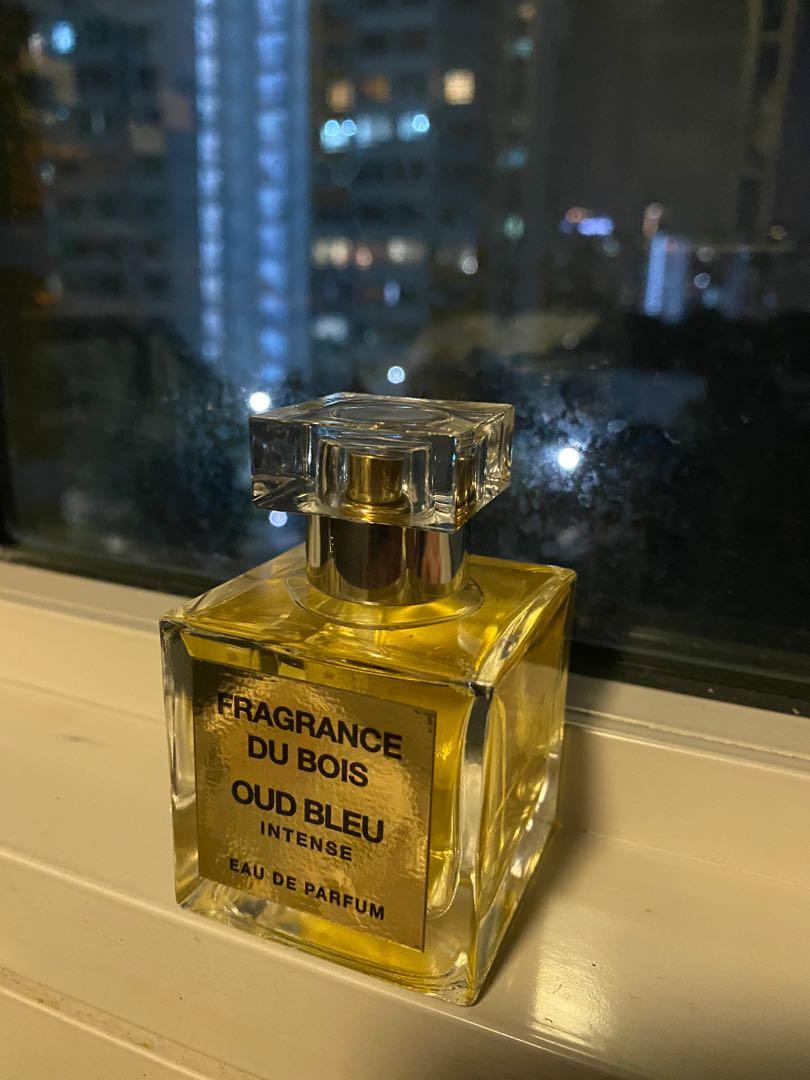 FRAGRANCE
DU BOIS
OUD BLEU
INTENSE
EAU DE PARFUM